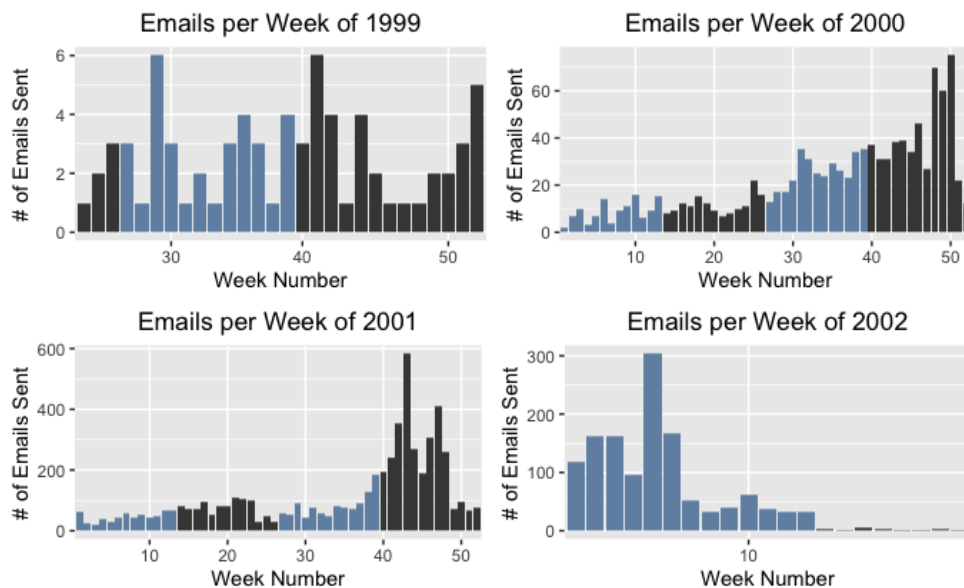 Emails per Week of 1999
# of Emails Sent
6
4
2
0
30
40
50
Week Number
Emails per Week of 2000
# of Emails Sent
60
40
20
0
10
20
30
40
50
Week Number
Emails per Week of 2001
# of Emails Sent
600
400
200
0
10
20
30
40
50
Week Number
Emails per Week of 2002
# of Emails Sent
300
200
100
0
10
Week Number